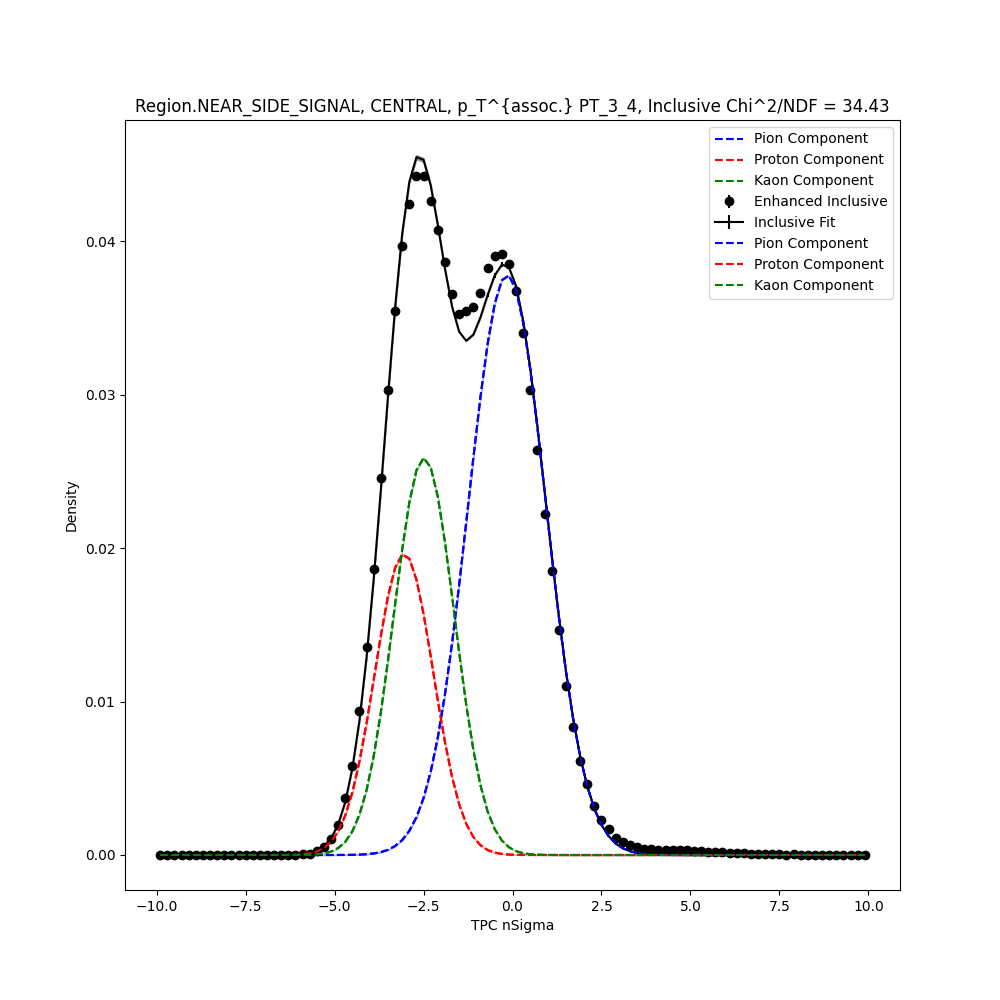 Region.NEAR_SIDE_SIGNAL, CENTRAL, p_T^{assoc.} PT_3_4, Inclusive Chi^2/NDF = 34.43
Pion Component
Proton Component
Kaon Component
Enhanced Inclusive
Inclusive Fit
Pion Component
Proton Component
Kaon Component
Density
0.04
0.03
0.02
0.01
0.00
−10.0 −7.5 −5.0 −2.5 0.0 2.5 5.0 7.5 10.0
TPC nSigma